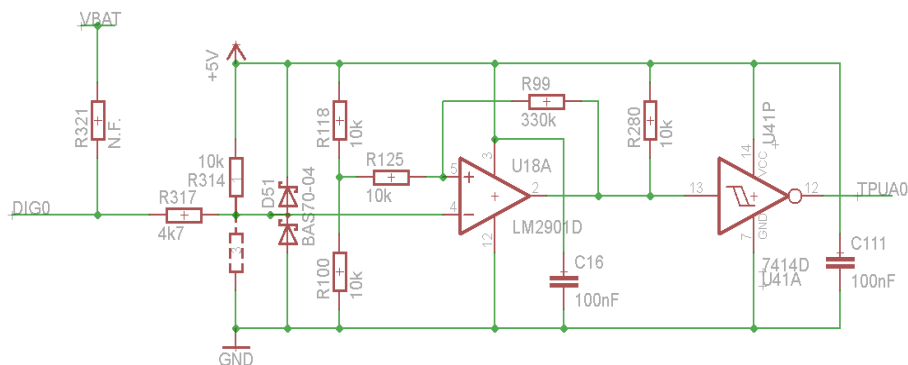 VBAT
+5V
R321
N.F.
10k
R314
1
3
DIG0
R317
4k7
D51
BAS70-04
R118
10k
R100
10k
R125
10k
R99
330k
5
4
3
2
12
+
-
U18A
LM2901D
C16
100nF
R280
10k
13
14
VCC
U41P
12
TPUA0
7
GND
7414D
U41A
C111
100nF
GND